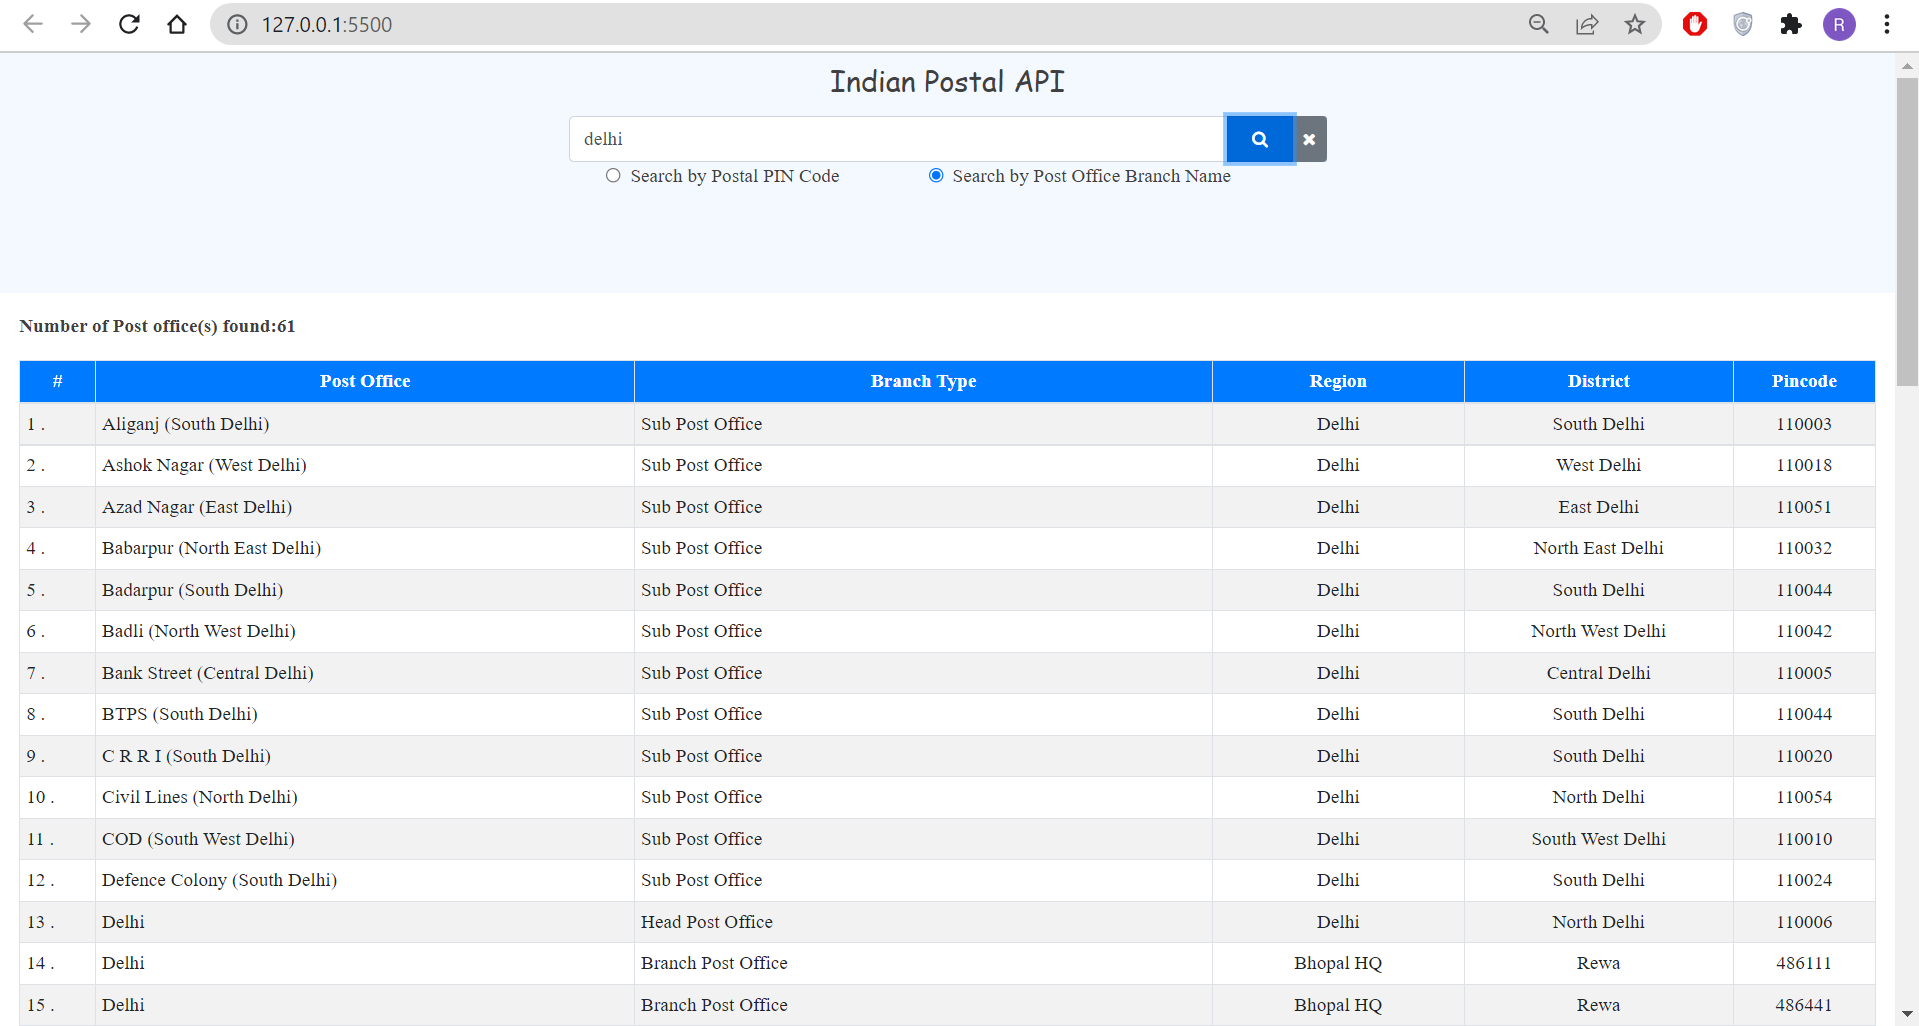 127.0.0.1:5500
R
Indian Postal API
delhi
Search by Postal PIN Code Search by Post Office Branch Name
Number of Post office(s) found:61
# Post Office Branch Type Region District Pincode
1 . Aliganj (South Delhi) Sub Post Office Delhi South Delhi 110003
2 . Ashok Nagar (West Delhi) Sub Post Office Delhi West Delhi 110018
3 . Azad Nagar (East Delhi) Sub Post Office Delhi East Delhi 110051
4 . Babarpur (North East Delhi) Sub Post Office Delhi North East Delhi 110032
5 . Badarpur (South Delhi) Sub Post Office Delhi South Delhi 110044
6 . Badli (North West Delhi) Sub Post Office Delhi North West Delhi 110042
7 . Bank Street (Central Delhi) Sub Post Office Delhi Central Delhi 110005
8 . BTPS (South Delhi) Sub Post Office Delhi South Delhi 110044
9 . C R R I (South Delhi) Sub Post Office Delhi South Delhi 110020
10 . Civil Lines (North Delhi) Sub Post Office Delhi North Delhi 110054
11 . COD (South West Delhi) Sub Post Office Delhi South West Delhi 110010
12 . Defence Colony (South Delhi) Sub Post Office Delhi South Delhi 110024
13 . Delhi Head Post Office Delhi North Delhi 110006
14 . Delhi Branch Post Office Bhopal HQ Rewa 486111
15 . Delhi Branch Post Office Bhopal HQ Rewa 486441